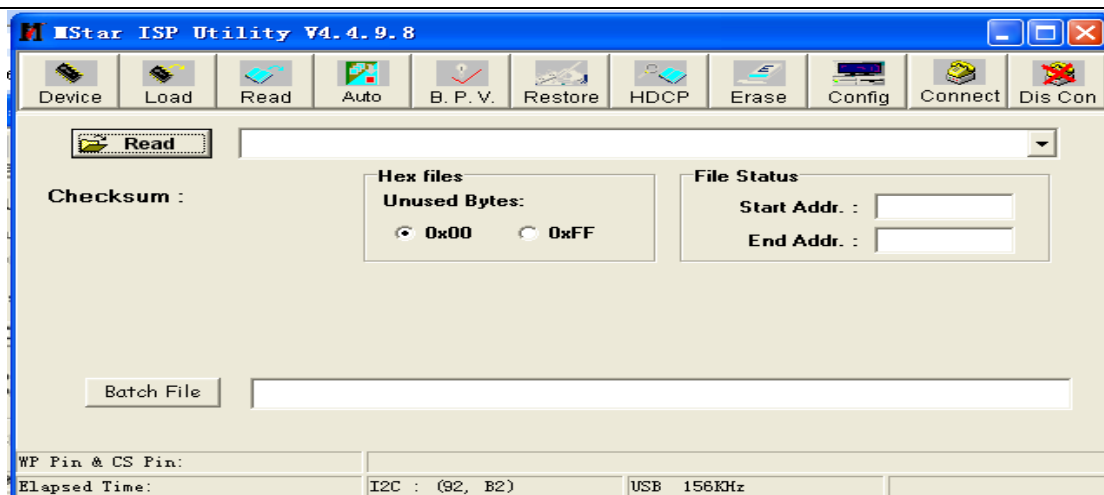 MStar ISP Utility V4.4.9.8
Device Load Read Auto B. P. V. Restore HDCP Erase Config Connect Dis Con
Read
Checksum :
Hex files
Unused Bytes:
0x00 0xFF
File Status
Start Addr. :
End Addr. :
Batch File
WP Pin & CS Pin:
Elapsed Time: I2C : (92, B2) USB 156KHz